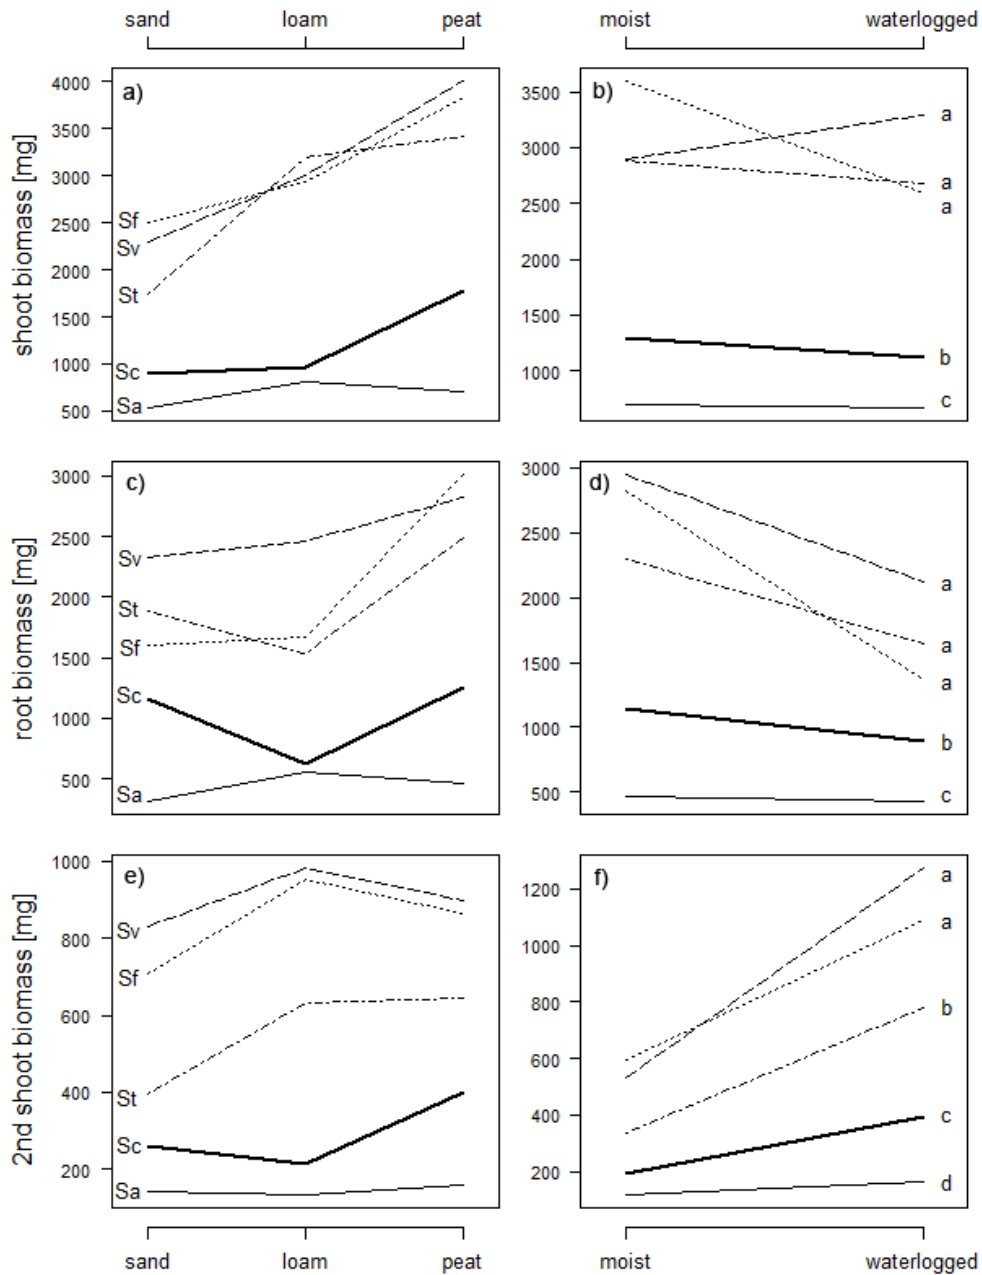 sand loam peat moist waterlogged
a) b)
shoot biomass [mg]
4000
3500
3000
2500
2000
1500
1000
500
Sf
Sv
St
Sc
Sa
3500
3000
2500
2000
1500
1000
a
a
a
b
c
c) d)
root biomass [mg]
3000
2500
2000
1500
1000
500
Sv
St
Sf
Sc
Sa
3000
2500
2000
1500
1000
500
a
a
a
b
c
e) f)
2nd shoot biomass [mg]
1000
800
600
400
200
Sv
Sf
St
Sc
Sa
1200
1000
800
600
400
200
a
a
b
c
d
sand loam peat moist waterlogged